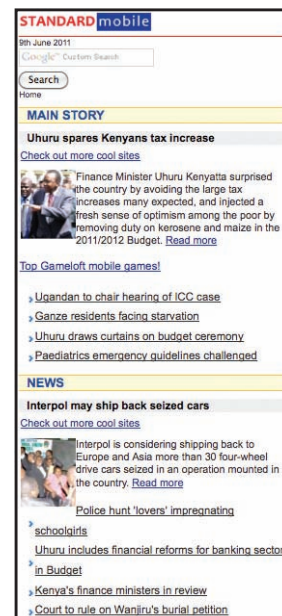 STANDARD mobile
9th June 2011
Google™ Custom Search
Search
Home
MAIN STORY
Uhuru spares Kenyans tax increase
Check out more cool sites
Finance Minister Uhuru Kenyatta surprised
the country by avoiding the large tax
increases many expected, and injected a
fresh sense of optimism among the poor by
removing duty on kerosene and maize in the
2011/2012 Budget. Read more
Top Gameloft mobile games!
Ugandan to chair hearing of ICC case
Ganze residents facing starvation
Uhuru draws curtains on budget ceremony
Paediatrics emergency guidelines challenged
NEWS
Interpol may ship back seized cars
Check out more cool sites
Interpol is considering shipping back to
Europe and Asia more than 30 four-wheel
drive cars seized in an operation mounted in
the country. Read more
Police hunt 'lovers' impregnating
schoolgirls
Uhuru includes financial reforms for banking sector
in Budget
Kenya's finance ministers in review
Court to rule on Wanjiru's burial petition